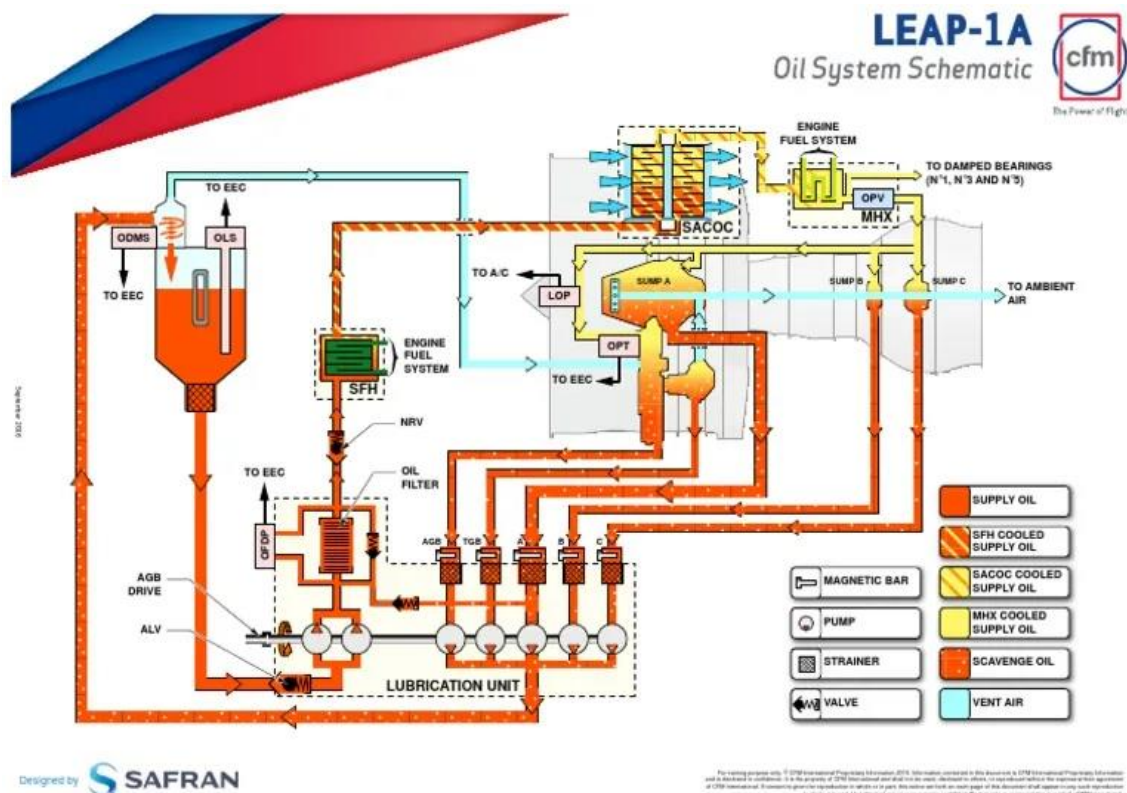 LEAP-1A
Oil System Schematic
cfm
The Power of Flight
ENGINE
FUEL SYSTEM
TO EEC
TO DAMPED BEARINGS
(N°1, N°3 AND N°5)
OPV
MHX
SACOC
ODMS
OLS
TO EEC
TO A/C
LOP
SUMP A
SUMP B
SUMP C
TO AMBIENT
AIR
OPT
TO EEC
ENGINE
FUEL
SYSTEM
SFH
NRV
OIL
FILTER
TO EEC
OFDP
AGB
TGB
A
B
C
AGB
DRIVE
ALV
LUBRICATION UNIT
MAGNETIC BAR
PUMP
STRAINER
VALVE
SUPPLY OIL
SFH COOLED
SUPPLY OIL
SACOC COOLED
SUPPLY OIL
MHX COOLED
SUPPLY OIL
SCAVENGE OIL
VENT AIR
Designed by SAFRAN